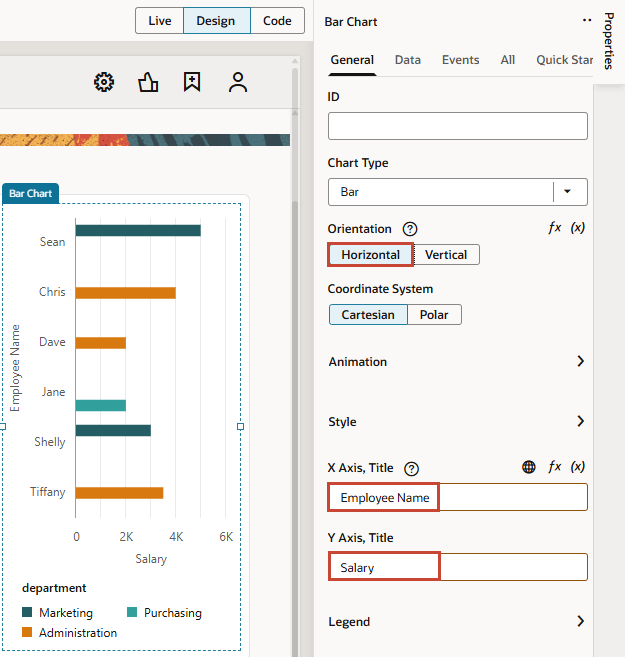 Live Design Code
Bar Chart
Properties
General Data Events All Quick Star
ID
Chart Type
Bar
Orientation ? fx (x)
Horizontal Vertical
Coordinate System
Cartesian Polar
Animation
Style
X Axis, Title ? fx (x)
Employee Name
Y Axis, Title
Salary
Legend
Bar Chart
Employee Name
Sean
Chris
Dave
Jane
Shelly
Tiffany
0 2K 4K 6K
Salary
department
Marketing Purchasing
Administration